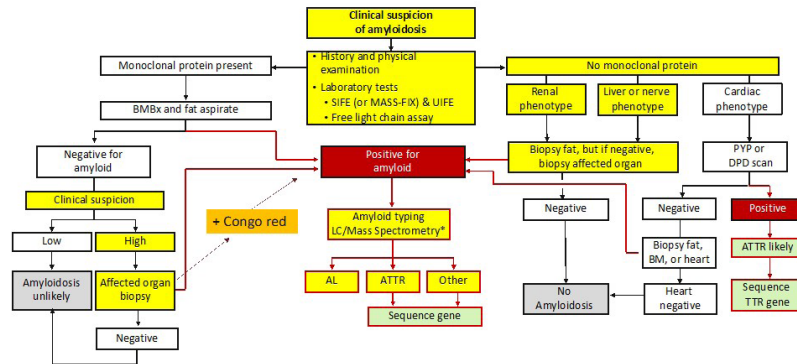 Clinical suspicion
of amyloidosis
Monoclonal protein present
• History and physical
examination
• Laboratory tests
• SIFE (or MASS-FIX) & UIFE
• Free light chain assay
No monoclonal protein
Renal
phenotype
Liver or nerve
phenotype
Cardiac
phenotype
BMBx and fat aspirate
Negative for
amyloid
Positive for
amyloid
Biopsy fat, but if negative,
biopsy affected organ
PYP or
DPD scan
Clinical suspicion
+ Congo red
Low
High
Amyloid typing
LC/Mass Spectrometry*
Negative
Negative
Positive
Amyloidosis
unlikely
Affected organ
biopsy
AL
ATTR
Other
Biopsy fat,
BM, or heart
ATTR likely
No
Amyloidosis
Heart
negative
Sequence
TTR gene
Sequence gene
Negative